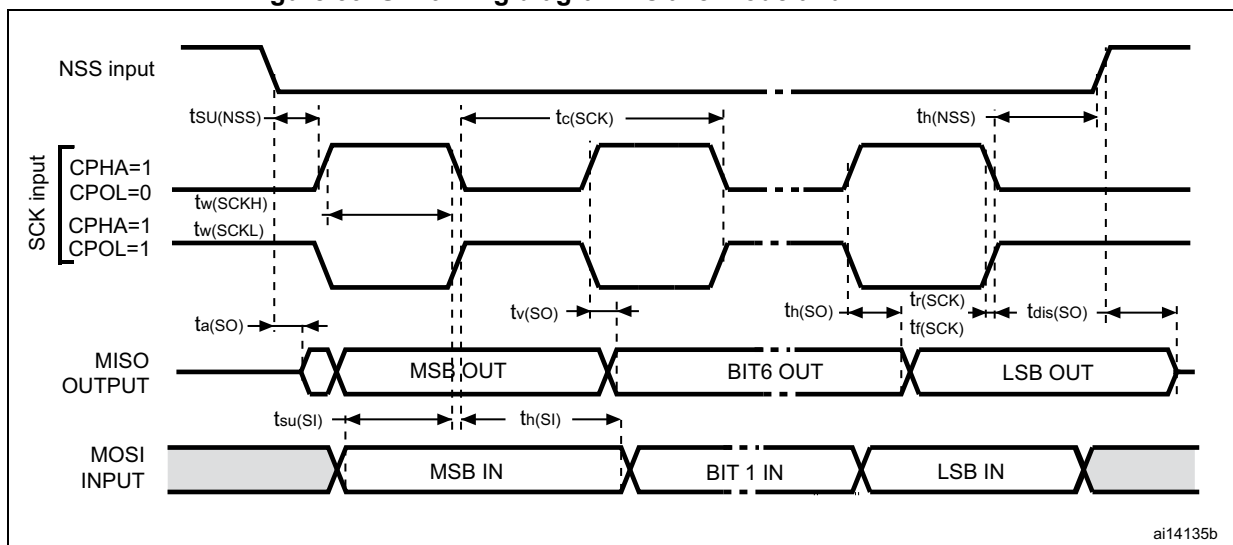 NSS input
tSU(NSS)
tc(SCK)
th(NSS)
SCK input
CPHA=1
CPOL=0
tw(SCKH)
CPHA=1
tw(SCKL)
CPOL=1
ta(SO)
tv(SO)
th(SO)
tr(SCK)
tf(SCK)
tdis(SO)
MISO
OUTPUT
MSB OUT
BIT6 OUT
LSB OUT
tsu(SI)
th(SI)
MOSI
INPUT
MSB IN
BIT 1 IN
LSB IN
ai14135b